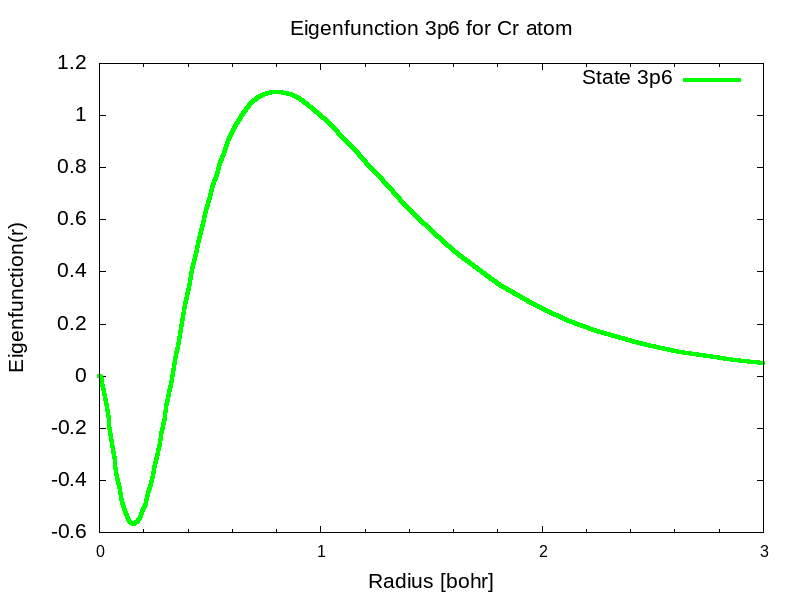 Eigenfunction 3p6 for Cr atom
State 3p6
1.2
1
0.8
0.6
0.4
0.2
0
-0.2
-0.4
-0.6
Eigenfunction(r)
0 1 2 3
Radius [bohr]